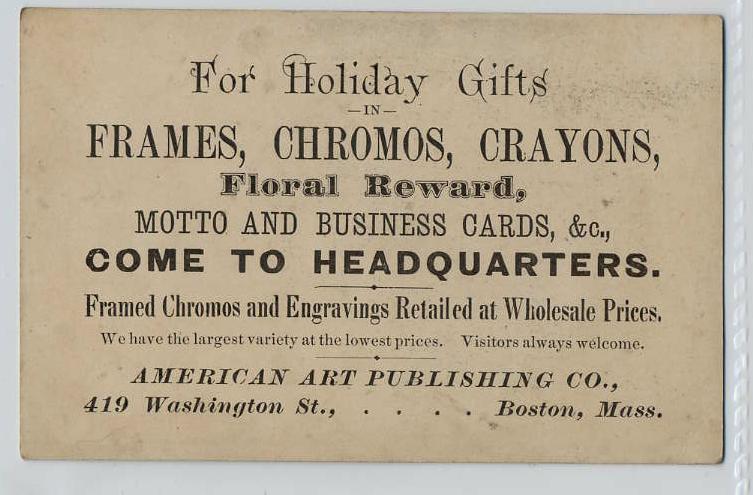 For Holiday Gifts
—IN—
FRAMES, CHROMOS, CRAYONS,
Floral Reward,
MOTTO AND BUSINESS CARDS, &c.,
COME TO HEADQUARTERS.
Framed Chromos and Engravings Retailed at Wholesale Prices.
We have the largest variety at the lowest prices. Visitors always welcome.
AMERICAN ART PUBLISHING CO.,
419 Washington St., . . . . Boston, Mass.